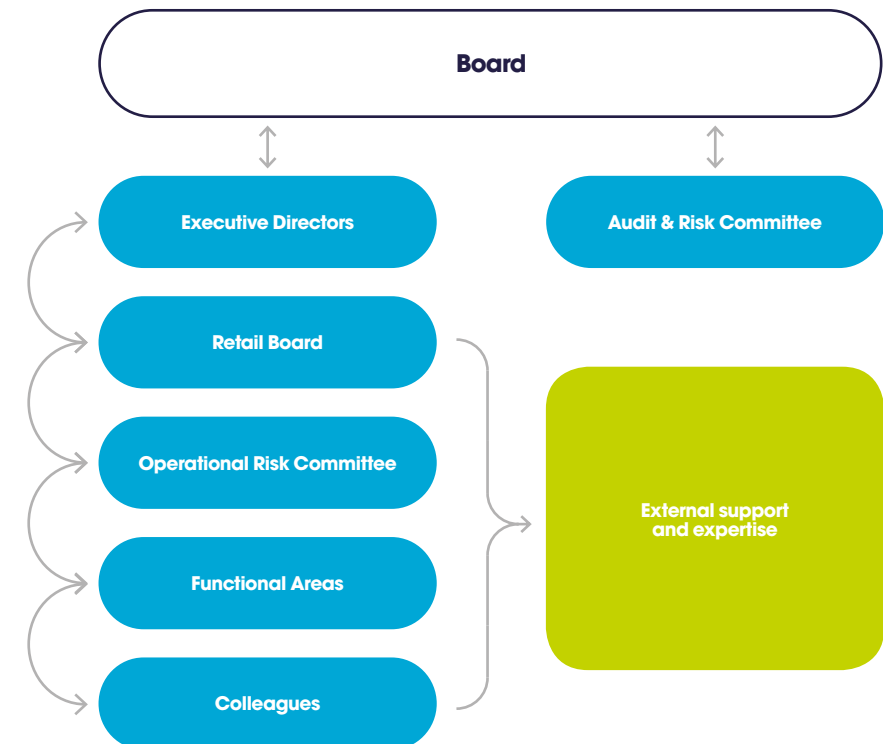 Board
Executive Directors
Audit & Risk Committee
Retail Board
Operational Risk Committee
External support
and expertise
Functional Areas
Colleagues